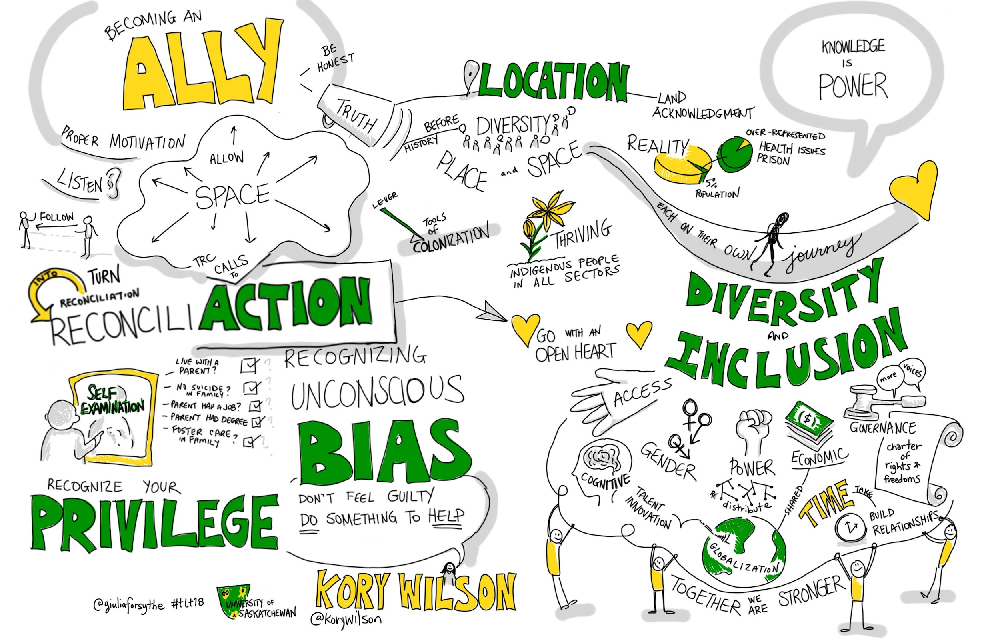 BECOMING AN
ALLY
BE
HONEST
TRUTH
PROPER MOTIVATION
LISTEN
FOLLOW
ALLOW
SPACE
TRC
CALLS
TO
ACTION
INTO
TURN
RECONCILIATION
RECONCILIACTION
LOCATION
LAND
ACKNOWLEDGMENT
BEFORE
HISTORY
DIVERSITY
PLACE and SPACE
LEVER
TOOLS
OF
COLONIZATION
THRIVING
INDIGENOUS PEOPLE
IN ALL SECTORS
KNOWLEDGE
IS
POWER
REALITY
5%
POPULATION
OVER-REPRESENTED
HEALTH ISSUES
PRISON
EACH ON THEIR OWN journey
GO WITH AN
OPEN HEART
SELF
EXAMINATION
LIVE WITH A
PARENT? ?
- NO SUICIDE?
IN FAMILY? ?
- PARENT HAD A JOB? ?
- PARENT HAD DEGREE ?
- FOSTER CARE?
IN FAMILY ?
RECOGNIZE YOUR
PRIVILEGE
RECOGNIZING
UNCONSCIOUS
BIAS
DON'T FEEL GUILTY
DO SOMETHING TO HELP
KORY WILSON
@korywilson
@giuliaforsythe #tlt18
UNIVERSITY OF
SASKATCHEWAN
DIVERSITY
AND
INCLUSION
ACCESS
COGNITIVE
GENDER
POWER
RE
distribute
$
ECONOMIC
SHARED
more
voices
GOVERNANCE
charter
of
rights &
freedoms
TALENT
INNOVATION
GLOBALIZATION
TIME
TAKE
BUILD
RELATIONSHIPS
TOGETHER WE
ARE STRONGER